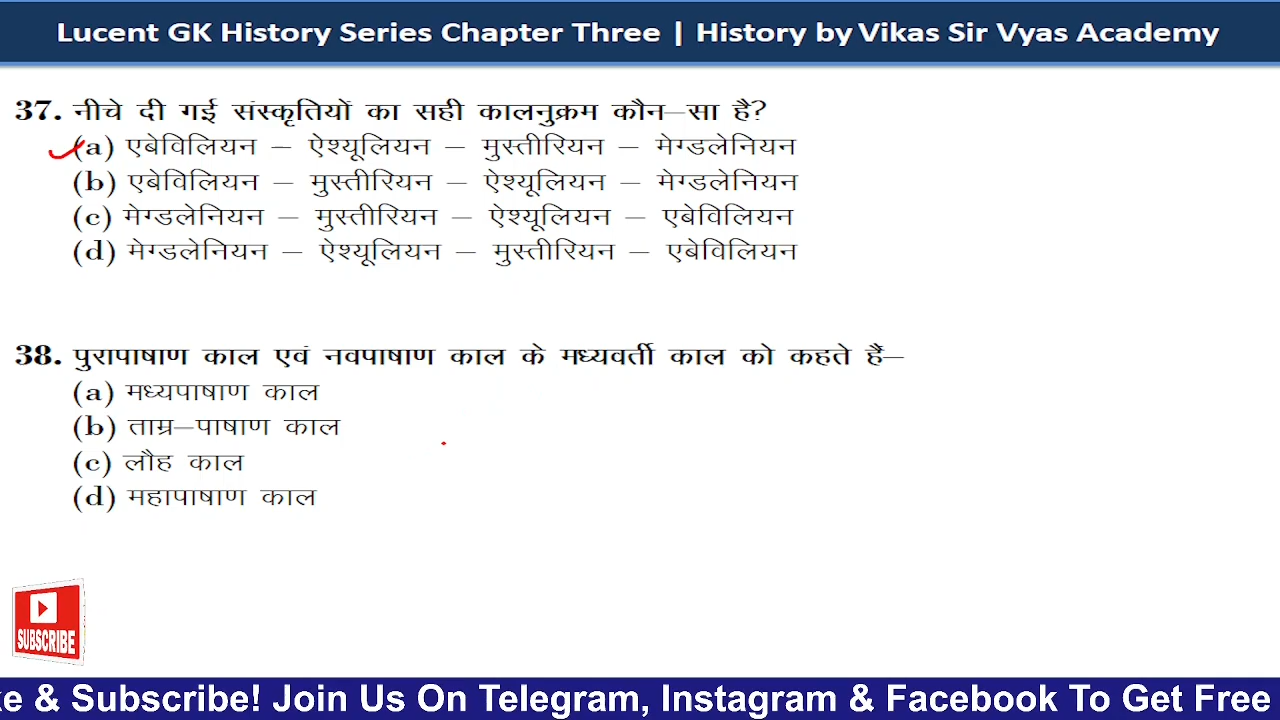 Lucent GK History Series Chapter Three | History by Vikas Sir Vyas Academy
37. नीचे दी गई संस्कृतियों का सही कालनुक्रम कौन–सा है?
(a) एबेविलियन – ऐश्यूलियन – मुस्तीरियन – मेग्डलेनियन
(b) एबेविलियन – मुस्तीरियन – ऐश्यूलियन – मेग्डलेनियन
(c) मेग्डलेनियन – मुस्तीरियन – ऐश्यूलियन – एबेविलियन
(d) मेग्डलेनियन – ऐश्यूलियन – मुस्तीरियन – एबेविलियन
38. पुरापाषाण काल एवं नवपाषाण काल के मध्यवर्ती काल को कहते हैं–
(a) मध्यपाषाण काल
(b) ताम्र–पाषाण काल
(c) लौह काल
(d) महापाषाण काल
SUBSCRIBE
ke & Subscribe! Join Us On Telegram, Instagram & Facebook To Get Free